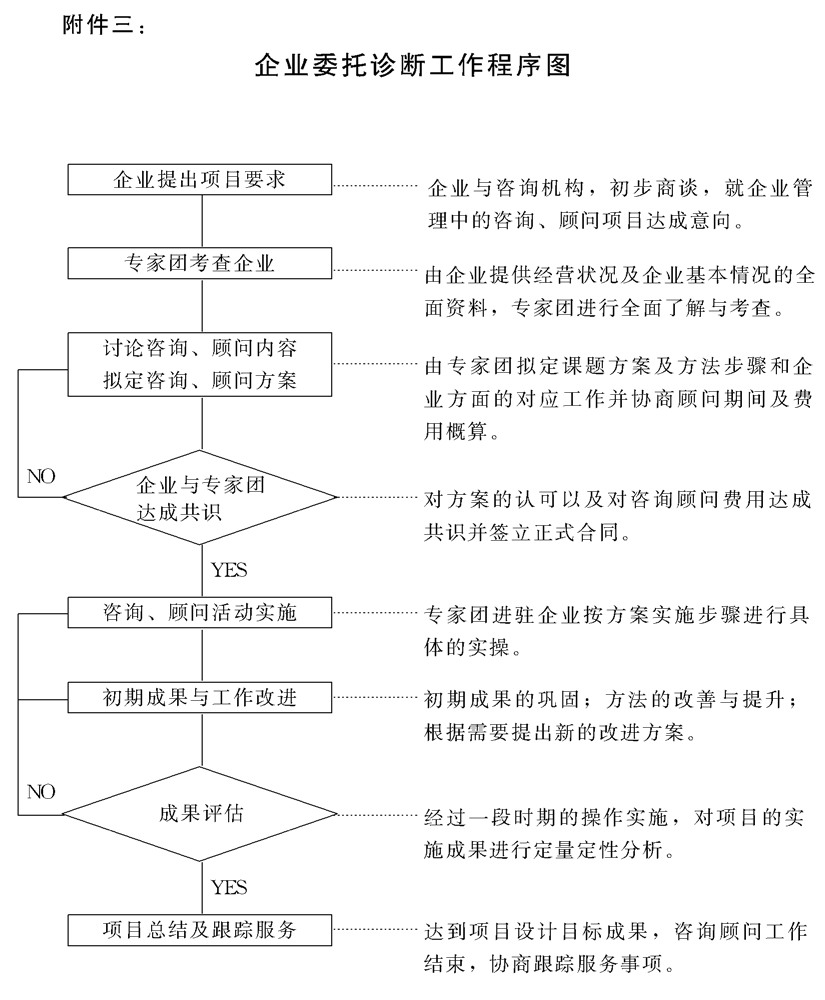 附件三：
企业委托诊断工作程序图
企业提出项目要求
企业与咨询机构，初步商谈，就企业管
理中的咨询、顾问项目达成意向。
专家团考查企业
由企业提供经营状况及企业基本情况的全
面资料，专家团进行全面了解与考查。
讨论咨询、顾问内容
拟定咨询、顾问方案
由专家团拟定课题方案及方法步骤和企
业方面的对应工作并协商顾问期间及费
用概算。
NO
企业与专家团
达成共识
对方案的认可以及对咨询顾问费用达成
共识并签立正式合同。
YES
咨询、顾问活动实施
专家团进驻企业按方案实施步骤进行具
体的实操。
初期成果与工作改进
初期成果的巩固；方法的改善与提升；
根据需要提出新的改进方案。
NO
成果评估
经过一段时期的操作实施，对项目的实
施成果进行定量定性分析。
YES
项目总结及跟踪服务
达到项目设计目标成果，咨询顾问工作
结束，协商跟踪服务事项。